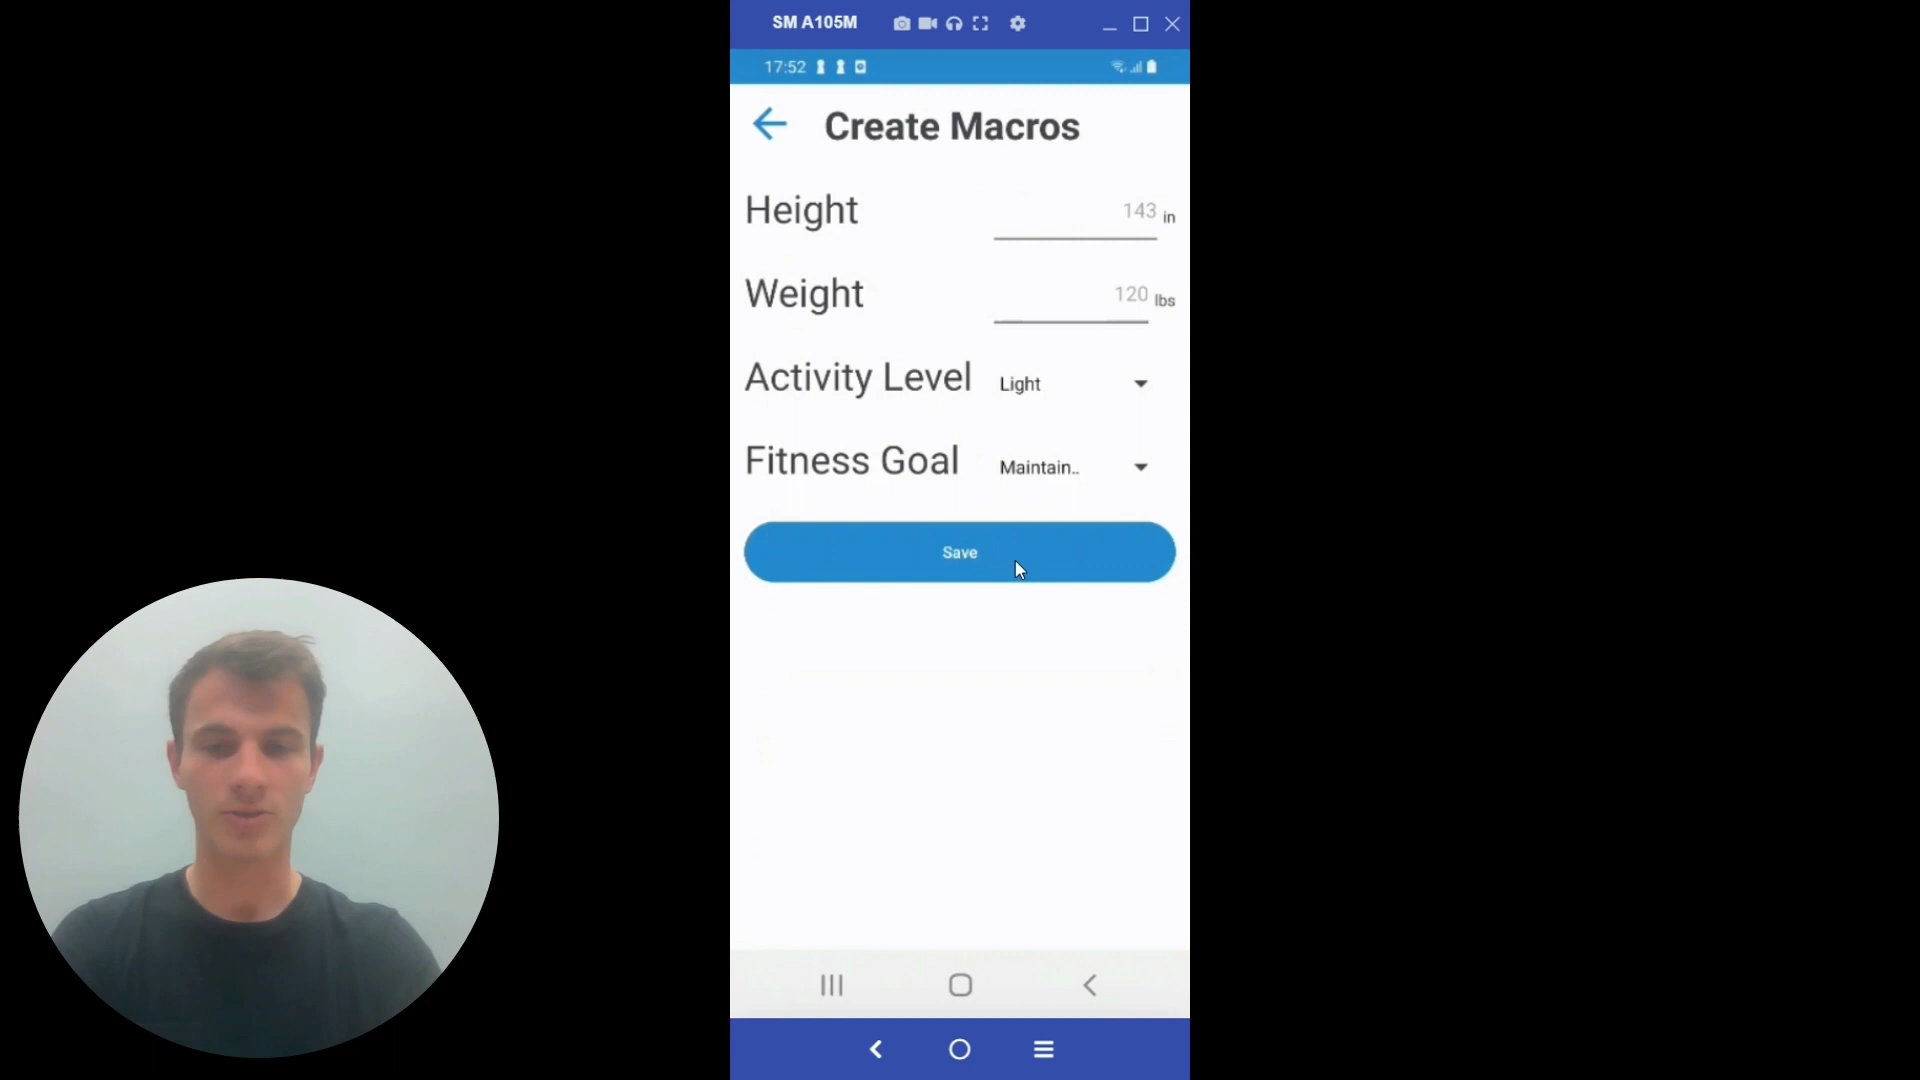 SM A105M
17:52
Create Macros
Height 143 in
Weight 120 lbs
Activity Level Light
Fitness Goal Maintain..
Save